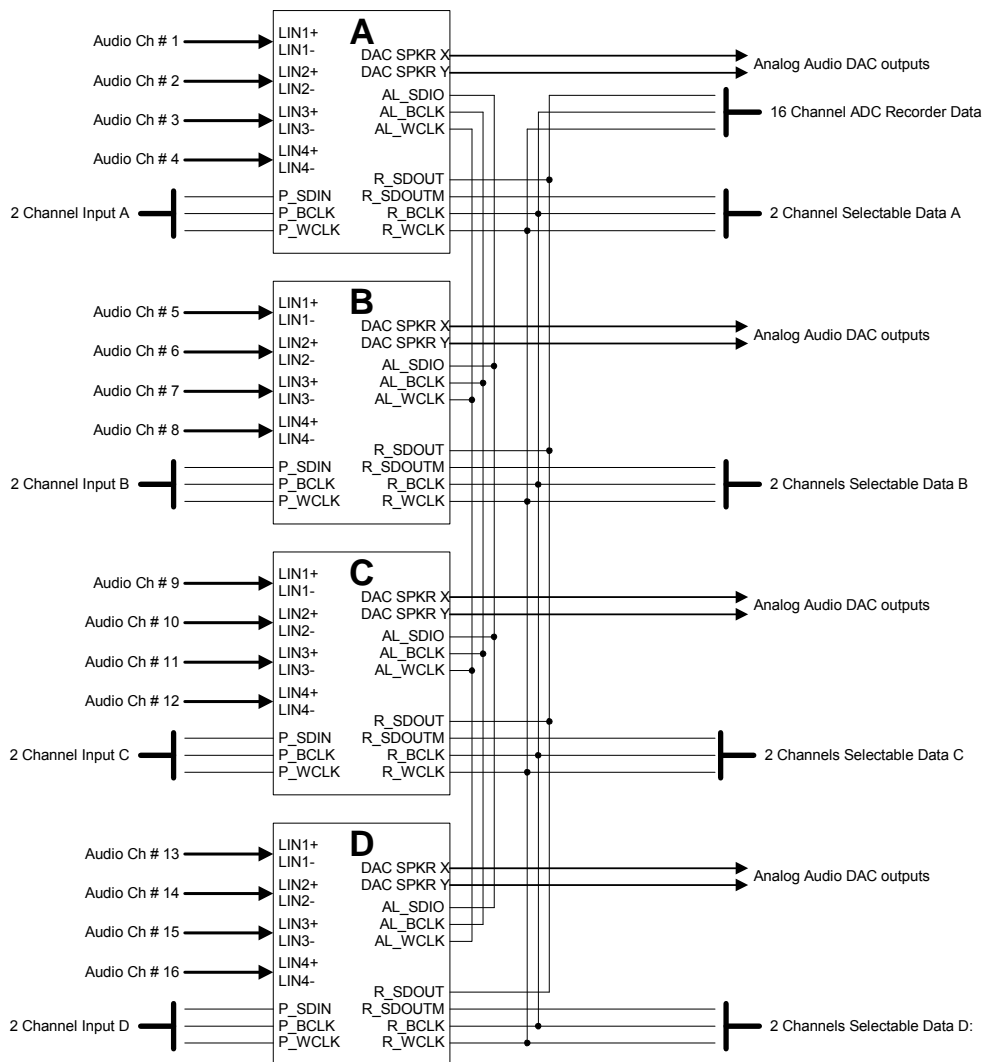 A
Audio Ch # 1
LIN1+
LIN1-
Audio Ch # 2
LIN2+
LIN2-
Audio Ch # 3
LIN3+
LIN3-
Audio Ch # 4
LIN4+
LIN4-
2 Channel Input A
P_SDIN
P_BCLK
P_WCLK
DAC SPKR X
DAC SPKR Y
Analog Audio DAC outputs
AL_SDIO
AL_BCLK
AL_WCLK
16 Channel ADC Recorder Data
R_SDOUT
R_SDOUTM
R_BCLK
R_WCLK
2 Channel Selectable Data A
B
Audio Ch # 5
LIN1+
LIN1-
Audio Ch # 6
LIN2+
LIN2-
Audio Ch # 7
LIN3+
LIN3-
Audio Ch # 8
LIN4+
LIN4-
2 Channel Input B
P_SDIN
P_BCLK
P_WCLK
DAC SPKR X
DAC SPKR Y
Analog Audio DAC outputs
AL_SDIO
AL_BCLK
AL_WCLK
R_SDOUT
R_SDOUTM
R_BCLK
R_WCLK
2 Channels Selectable Data B
C
Audio Ch # 9
LIN1+
LIN1-
Audio Ch # 10
LIN2+
LIN2-
Audio Ch # 11
LIN3+
LIN3-
Audio Ch # 12
LIN4+
LIN4-
2 Channel Input C
P_SDIN
P_BCLK
P_WCLK
DAC SPKR X
DAC SPKR Y
Analog Audio DAC outputs
AL_SDIO
AL_BCLK
AL_WCLK
R_SDOUT
R_SDOUTM
R_BCLK
R_WCLK
2 Channels Selectable Data C
D
Audio Ch # 13
LIN1+
LIN1-
Audio Ch # 14
LIN2+
LIN2-
Audio Ch # 15
LIN3+
LIN3-
Audio Ch # 16
LIN4+
LIN4-
2 Channel Input D
P_SDIN
P_BCLK
P_WCLK
DAC SPKR X
DAC SPKR Y
Analog Audio DAC outputs
AL_SDIO
AL_BCLK
AL_WCLK
R_SDOUT
R_SDOUTM
R_BCLK
R_WCLK
2 Channels Selectable Data D: